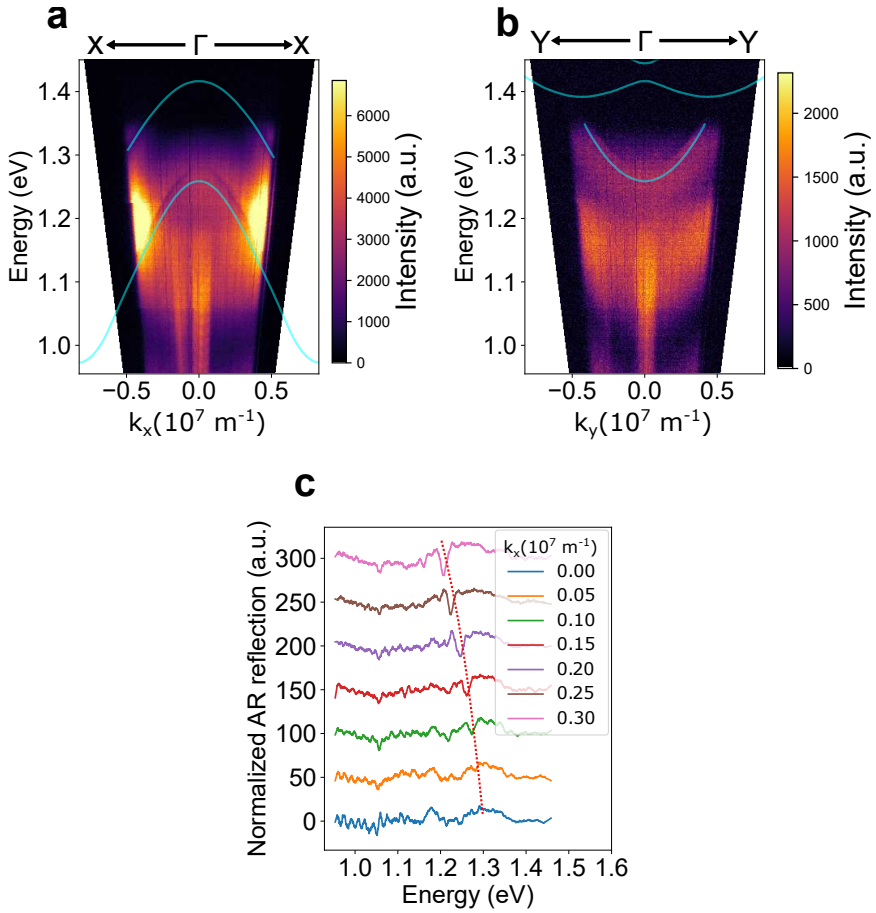 a
X Γ X
1.4
1.3
1.2
1.1
1.0
Energy (eV)
−0.5 0.0 0.5
kₓ(10⁷ m⁻¹)
6000
5000
4000
3000
2000
1000
0
Intensity (a.u.)
b
Y Γ Y
1.4
1.3
1.2
1.1
1.0
Energy (eV)
−0.5 0.0 0.5
kᵧ(10⁷ m⁻¹)
2000
1500
1000
500
0
Intensity (a.u.)
c
300
250
200
150
100
50
0
Normalized AR reflection (a.u.)
kₓ(10⁷ m⁻¹)
0.00
0.05
0.10
0.15
0.20
0.25
0.30
1.0 1.1 1.2 1.3 1.4 1.5 1.6
Energy (eV)